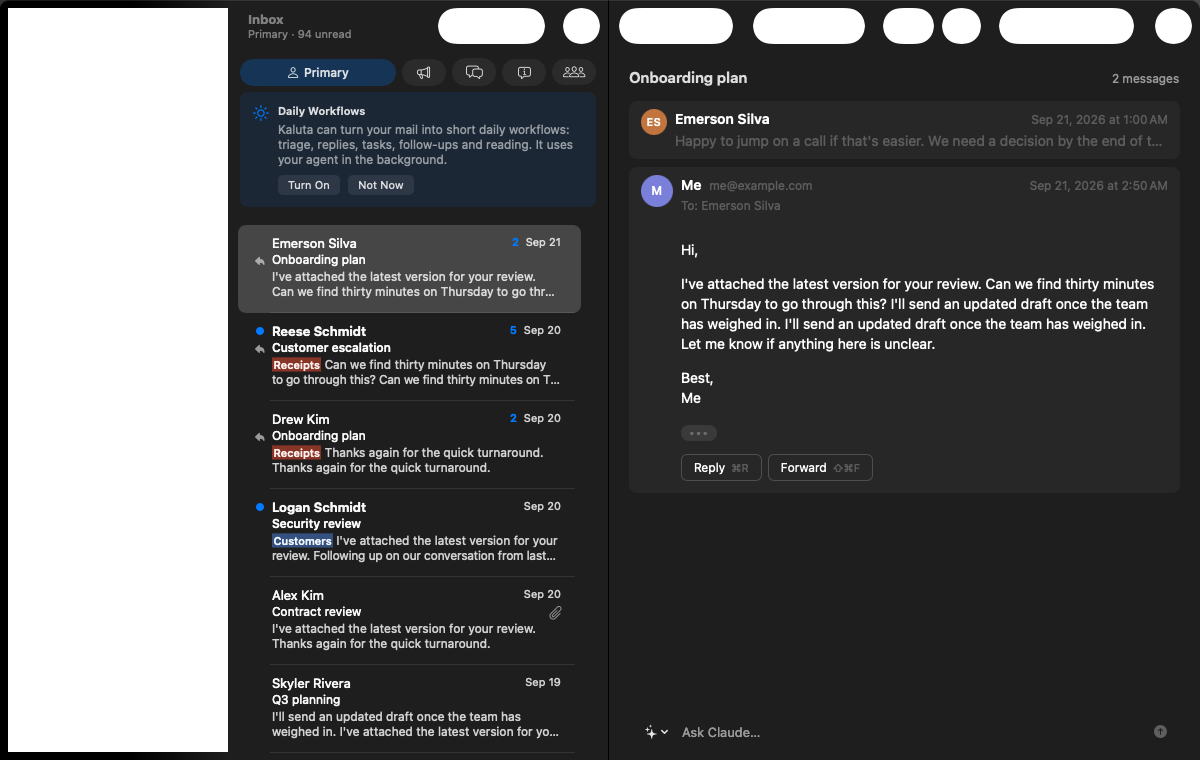 Inbox
Primary · 94 unread
Primary
Daily Workflows
Kaluta can turn your mail into short daily workflows:
triage, replies, tasks, follow-ups and reading. It uses
your agent in the background.
Turn On
Not Now
Emerson Silva 2 Sep 21
Onboarding plan
I've attached the latest version for your review.
Can we find thirty minutes on Thursday to go thr...
Reese Schmidt 5 Sep 20
Customer escalation
Receipts Can we find thirty minutes on Thursday
to go through this? Can we find thirty minutes on T...
Drew Kim 2 Sep 20
Onboarding plan
Receipts Thanks again for the quick turnaround.
Thanks again for the quick turnaround.
Logan Schmidt Sep 20
Security review
Customers I've attached the latest version for your
review. Following up on our conversation from last...
Alex Kim Sep 20
Contract review
I've attached the latest version for your review.
Thanks again for the quick turnaround.
Skyler Rivera Sep 19
Q3 planning
I'll send an updated draft once the team has
weighed in. I've attached the latest version for yo...
Onboarding plan 2 messages
ES Emerson Silva Sep 21, 2026 at 1:00 AM
Happy to jump on a call if that's easier. We need a decision by the end of t...
M Me me@example.com Sep 21, 2026 at 2:50 AM
To: Emerson Silva
Hi,
I've attached the latest version for your review. Can we find thirty minutes
on Thursday to go through this? I'll send an updated draft once the team
has weighed in. I'll send an updated draft once the team has weighed in.
Let me know if anything here is unclear.
Best,
Me
Reply ⌘R
Forward ⇧⌘F
Ask Claude...